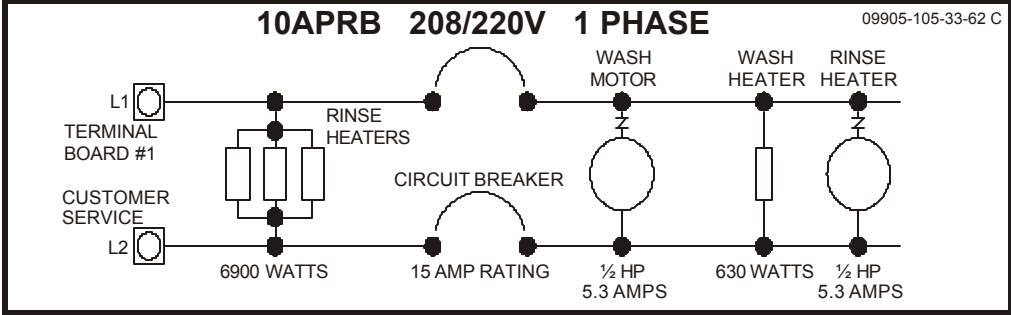 10APRB 208/220V 1 PHASE
09905-105-33-62 C
WASH
MOTOR
WASH
HEATER
RINSE
HEATER
L1
TERMINAL
BOARD #1
RINSE
HEATERS
CIRCUIT BREAKER
CUSTOMER
SERVICE
L2
6900 WATTS
15 AMP RATING
½ HP
5.3 AMPS
630 WATTS
½ HP
5.3 AMPS